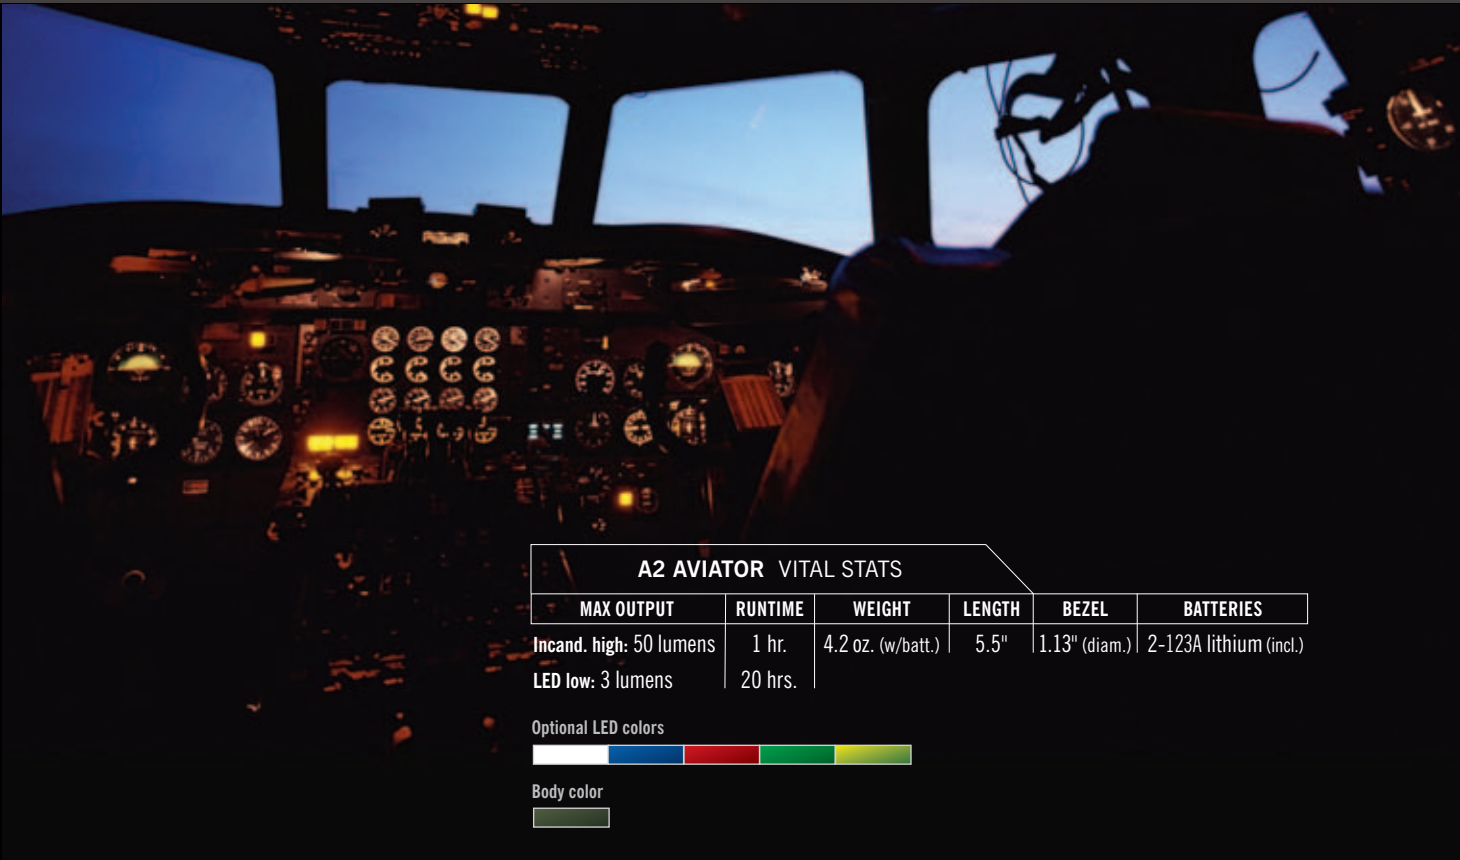 A2 AVIATOR VITAL STATS
MAX OUTPUT RUNTIME WEIGHT LENGTH BEZEL BATTERIES
Incand. high: 50 lumens 1 hr. 4.2 oz. (w/batt.) 5.5" 1.13" (diam.) 2-123A lithium (incl.)
LED low: 3 lumens 20 hrs.
Optional LED colors
Body color